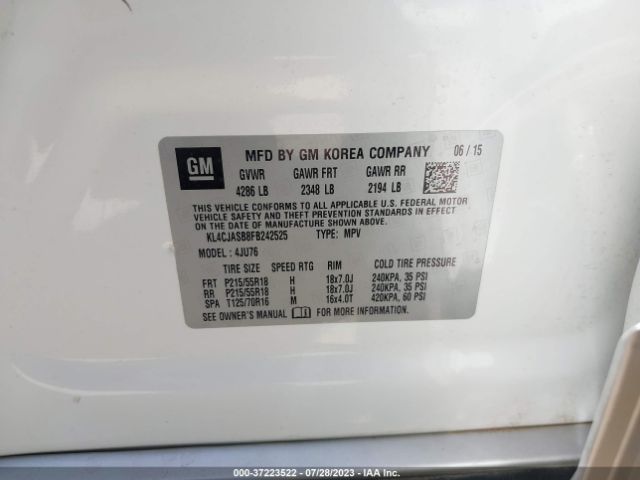 GM
MFD BY GM KOREA COMPANY 06 / 15
GVWR GAWR FRT GAWR RR
4286 LB 2348 LB 2194 LB
THIS VEHICLE CONFORMS TO ALL APPLICABLE U.S. FEDERAL MOTOR
VEHICLE SAFETY AND THEFT PREVENTION STANDARDS IN EFFECT ON
THE DATE OF MANUFACTURE SHOWN ABOVE.
KL4CJASB8FB242525 TYPE: MPV
MODEL : 4JU76
TIRE SIZE SPEED RTG RIM COLD TIRE PRESSURE
FRT P215/55R18 H 18x7.0J 240KPA, 35 PSI
RR P215/55R18 H 18x7.0J 240KPA, 35 PSI
SPA T125/70R16 M 16x4.0T 420KPA, 60 PSI
SEE OWNER'S MANUAL i FOR MORE INFORMATION.
000-37223522 - 07/28/2023 - IAA Inc.